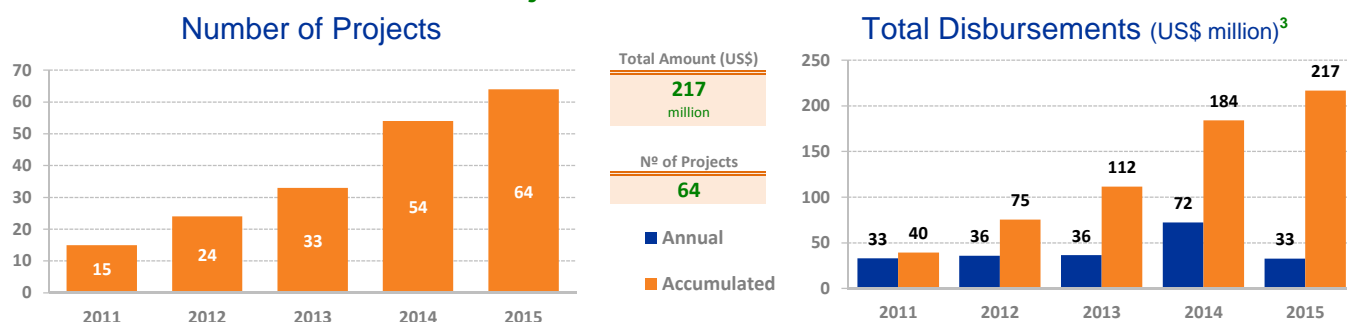 Number of Projects
70
60
50
40
30
20
10
0
15
24
33
54
64
2011 2012 2013 2014 2015
Total Amount (US$)
217
million
Nº of Projects
64
Annual
Accumulated
Total Disbursements (US$ million)³
250
200
150
100
50
0
33 40
36 75
36 112
72 184
33 217
2011 2012 2013 2014 2015